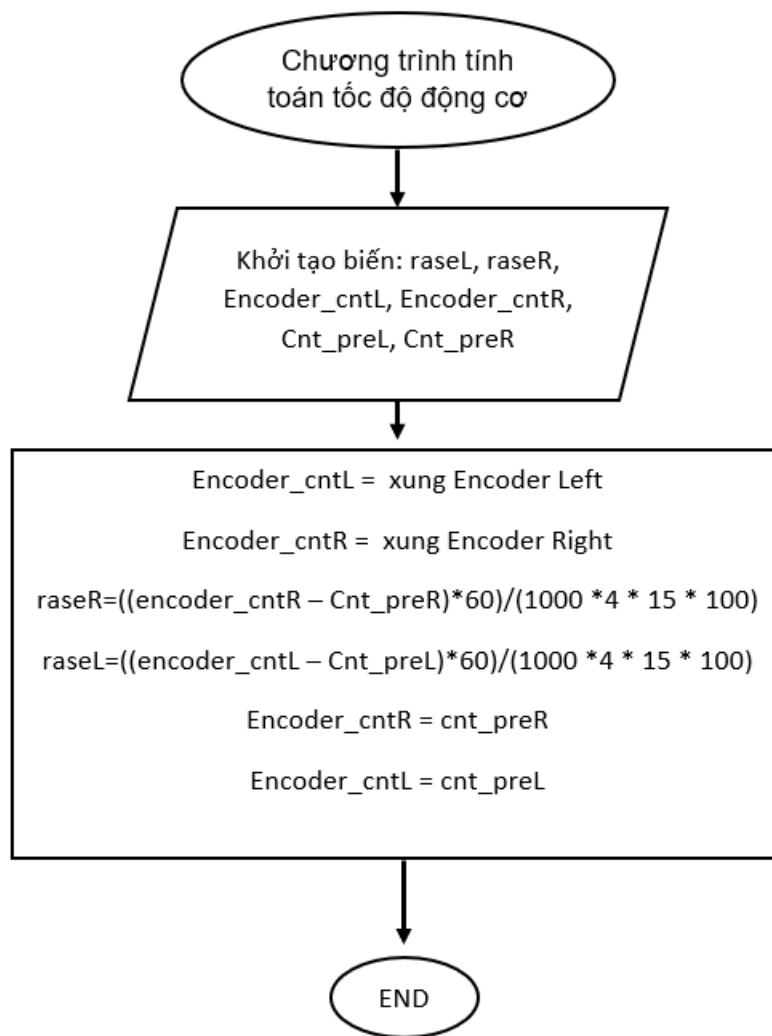 Chương trình tính
toán tốc độ động cơ
Khởi tạo biến: raseL, raseR,
Encoder_cntL, Encoder_cntR,
Cnt_preL, Cnt_preR
Encoder_cntL = xung Encoder Left
Encoder_cntR = xung Encoder Right
raseR=((encoder_cntR – Cnt_preR)*60)/(1000 *4 * 15 * 100)
raseL=((encoder_cntL – Cnt_preL)*60)/(1000 *4 * 15 * 100)
Encoder_cntR = cnt_preR
Encoder_cntL = cnt_preL
END